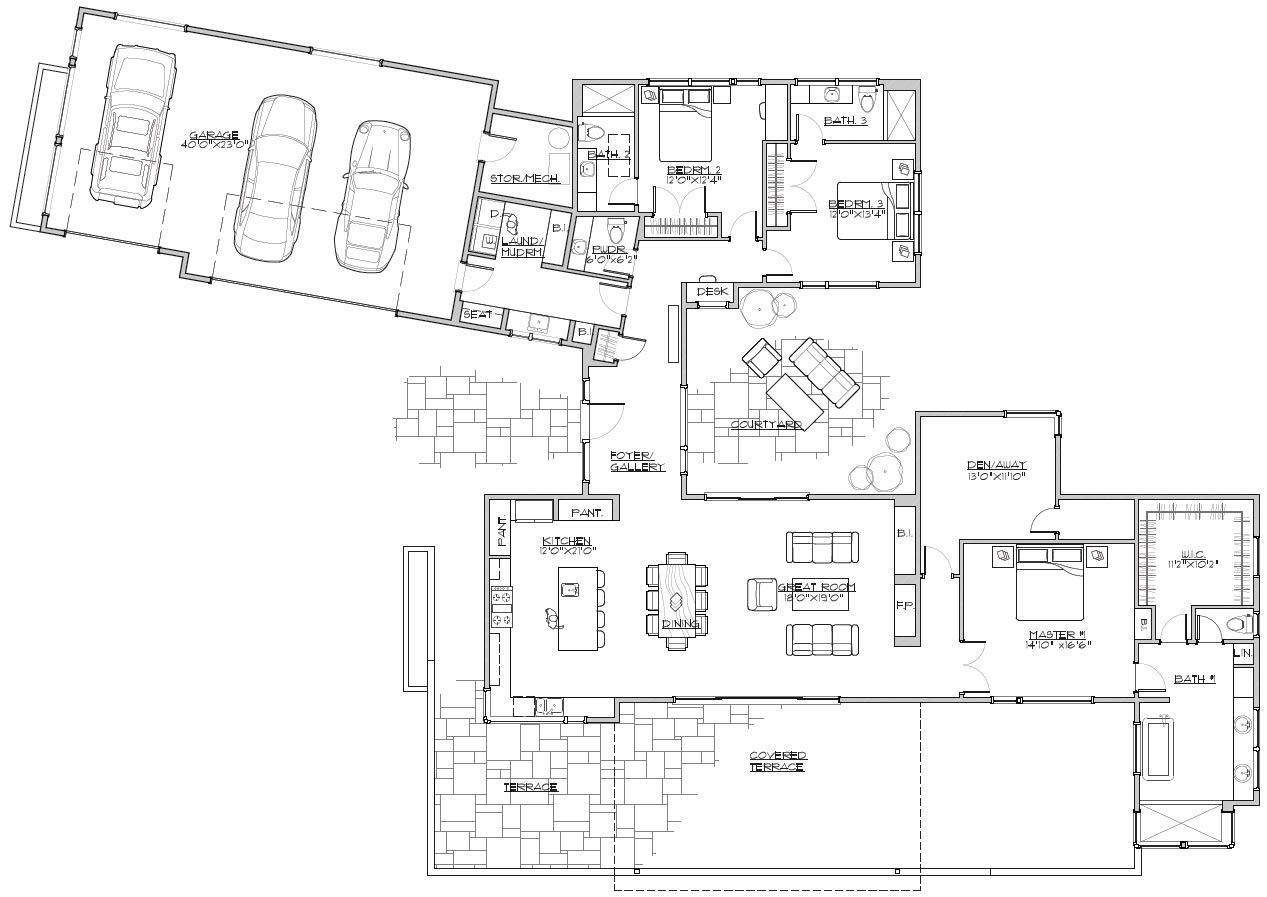 GARAGE
40'0"X23'0"
STOR/MECH.
BATH. 2
BEDRM. 2
12'0"X12'4"
BATH. 3
BEDRM. 3
12'0"X13'4"
D.
W
LAUND/
MUDRM.
B.I.
PWDR.
6'0"X6'2"
SEAT
B.I.
DESK
COURTYARD
FOYER/
GALLERY
DEN/AWAY
13'0"X11'10"
PANT.
PANT.
KITCHEN
12'0"X21'0"
DINING
GREAT ROOM
18'0"X19'0"
B.I.
F.P.
MASTER #1
14'10" x16'6"
W.I.C.
11'2"X10'2"
B.I.
LIN.
BATH #1
TERRACE
COVERED
TERRACE